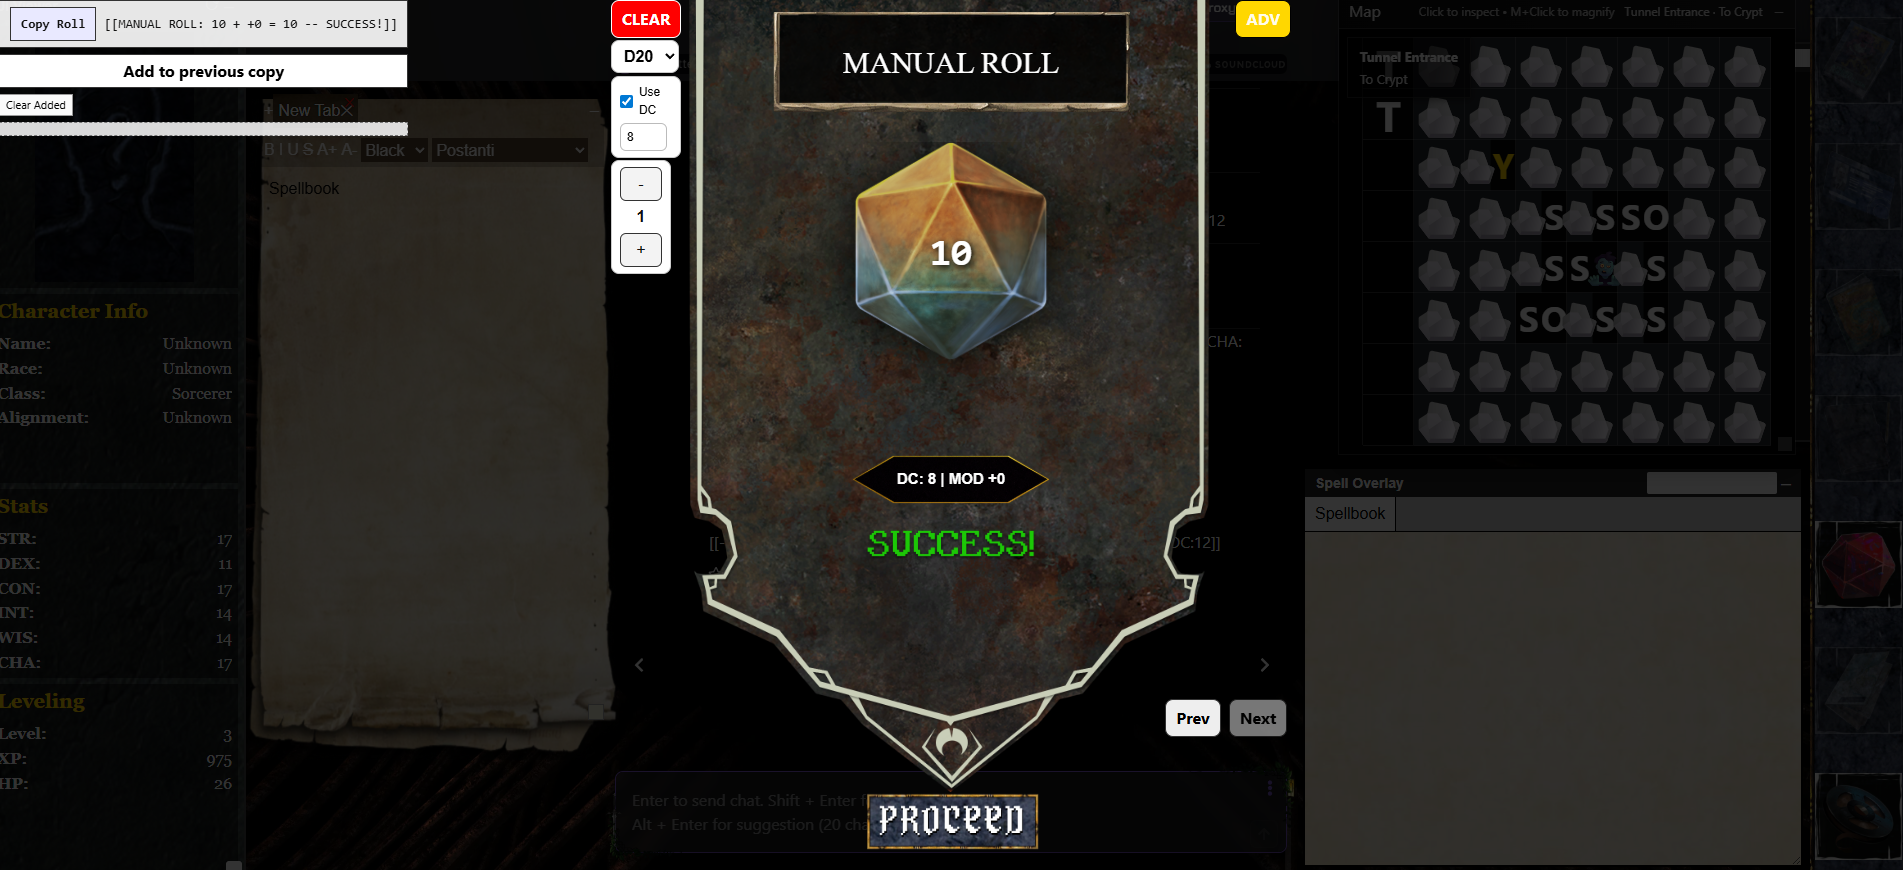 Copy Roll
[[MANUAL ROLL: 10 + +0 = 10 -- SUCCESS!]]
Add to previous copy
Clear Added
+ New Tab×
B I U S A+ A- Black Postanti
Spellbook
Character Info
Name: Unknown
Race: Unknown
Class: Sorcerer
Alignment: Unknown
Stats
STR: 17
DEX: 11
CON: 17
INT: 14
WIS: 14
CHA: 17
Leveling
Level: 3
XP: 975
HP: 26
CLEAR
D20
Use
DC
8
-
1
+
MANUAL ROLL
10
DC: 8 | MOD +0
SUCCESS!
PROCEED
ADV
SOUNDCLOUD
12
CHA:
[[-
DC:12]]
Prev
Next
Enter to send chat. Shift + Enter f
Alt + Enter for suggestion (20 cha
Map
Click to inspect • M+Click to magnify
Tunnel Entrance · To Crypt
Tunnel Entrance
To Crypt
T
T
Y
S S S O
S S S
S O S S
Spell Overlay
Spellbook